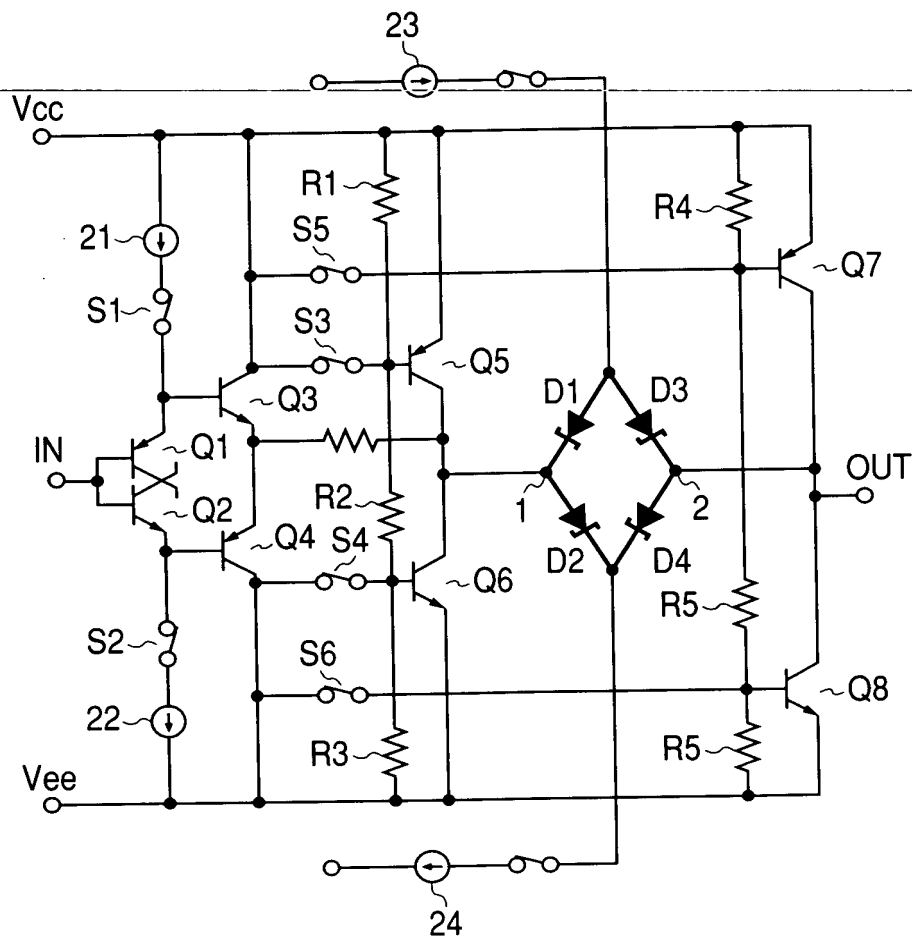 23
Vcc
R1
R4
S5
21
Q7
S1
S3
Q5
D1
D3
Q3
IN
Q1
OUT
R2
1
2
Q2
Q4
S4
D2
D4
Q6
R5
S2
S6
Q8
22
R3
R5
Vee
24